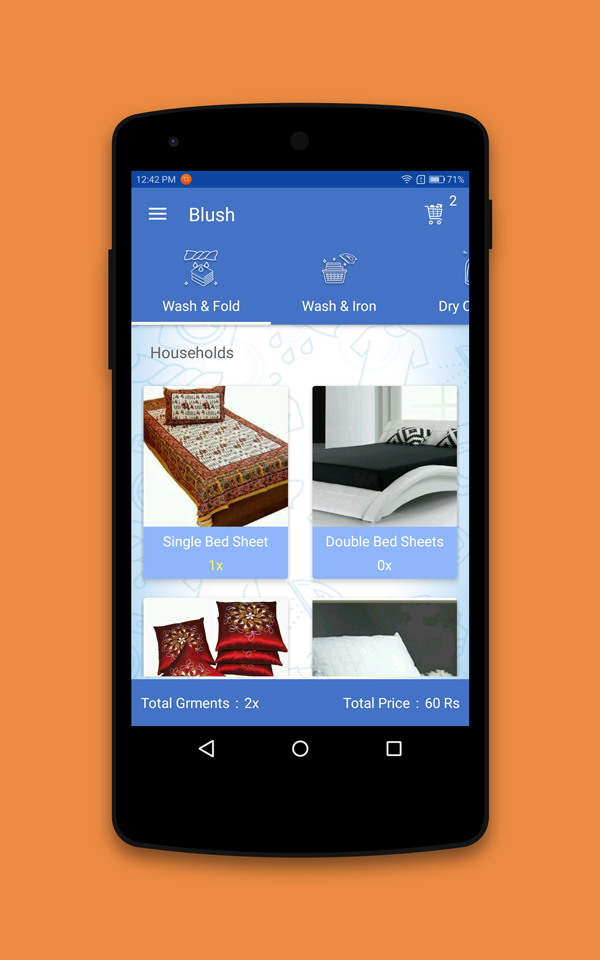 12:42 PM
71%
Blush
2
Wash & Fold
Wash & Iron
Dry C
Households
Single Bed Sheet
1x
Double Bed Sheets
0x
Total Grments : 2x
Total Price : 60 Rs